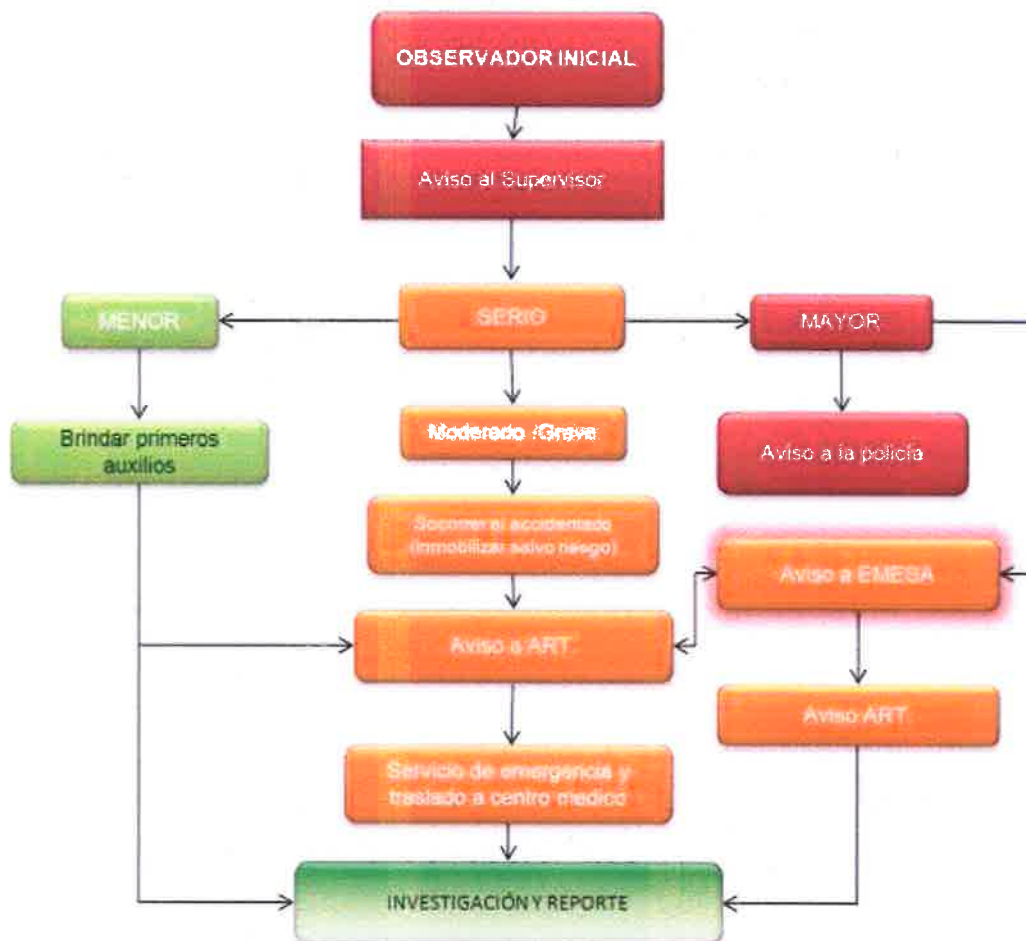 OBSERVADOR INICIAL
Aviso al Supervisor
MENOR
SERIO
MAYOR
Brindar primeros
auxilios
Moderado /Grave
Aviso a la policía
Socorrer al accidentado
(Inmobilizar salvo riesgo)
Aviso a EMESA
Aviso a ART.
Aviso ART.
Servicio de emergencia y
traslado a centro medico
INVESTIGACIÓN Y REPORTE